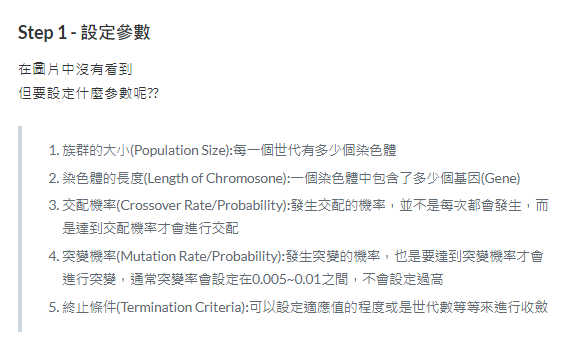 Step 1 - 設定參數
在圖片中沒有看到
但要設定什麼參數呢??
1. 族群的大小(Population Size):每一個世代有多少個染色體
2. 染色體的長度(Length of Chromosone):一個染色體中包含了多少個基因(Gene)
3. 交配機率(Crossover Rate/Probability):發生交配的機率，並不是每次都會發生，而
是達到交配機率才會進行交配
4. 突變機率(Mutation Rate/Probability):發生突變的機率，也是要達到突變機率才會
進行突變，通常突變率會設定在0.005~0.01之間，不會設定過高
5. 終止條件(Termination Criteria):可以設定適應值的程度或是世代數等等來進行收斂